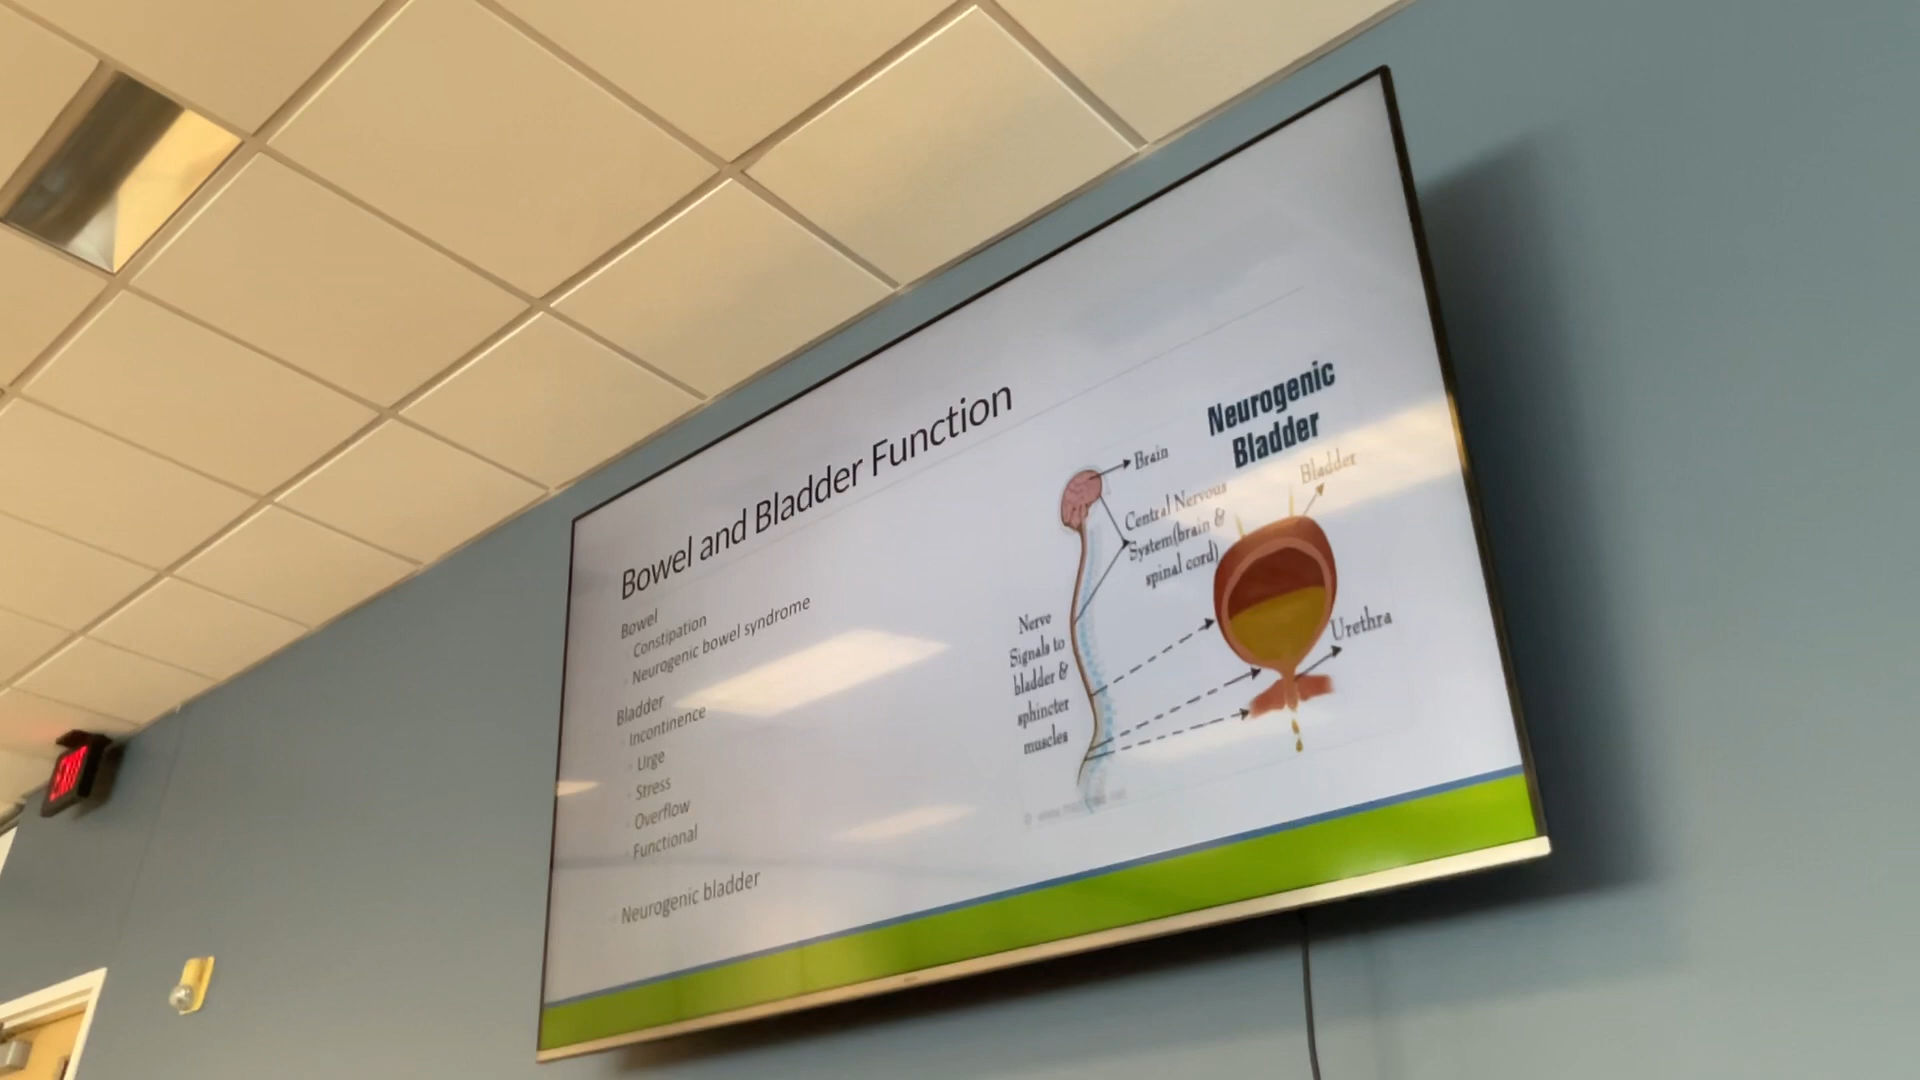 Bowel and Bladder Function
Bowel
Constipation
Neurogenic bowel syndrome
Bladder
Incontinence
Urge
Stress
Overflow
Functional
Neurogenic bladder
Neurogenic
Bladder
Brain
Bladder
Central Nervous
System(brain &
spinal cord)
Nerve
Signals to
bladder &
sphincter
muscles
Urethra
EXIT